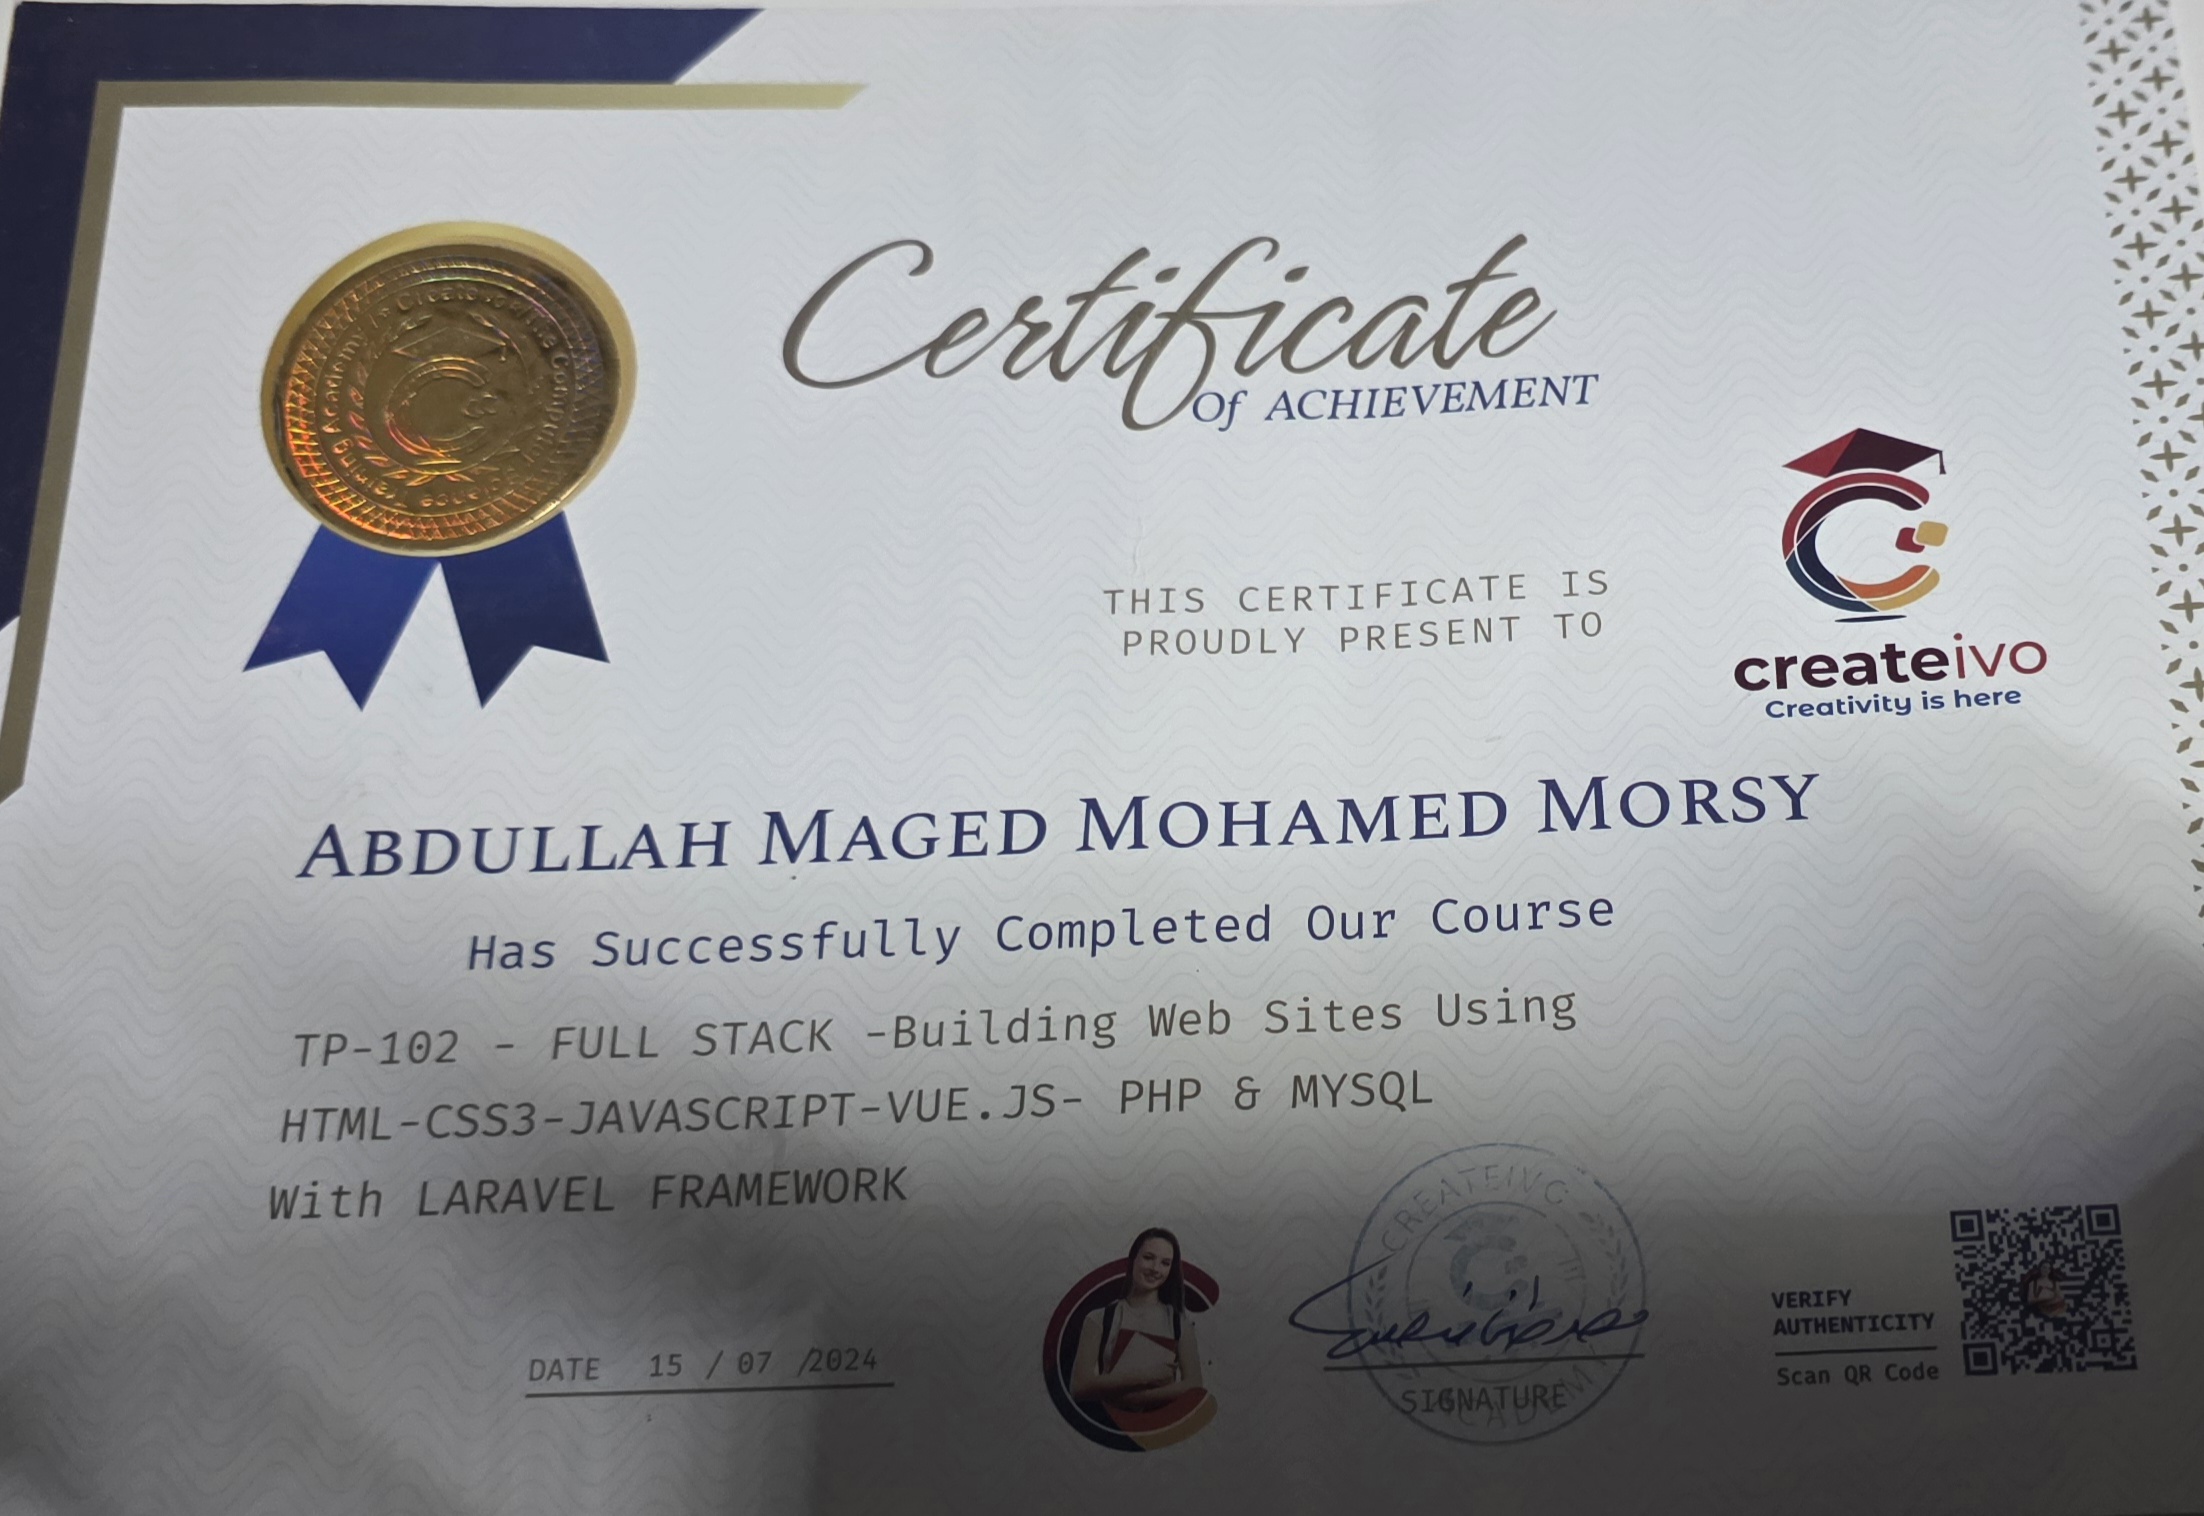 Certificate
Of ACHIEVEMENT
THIS CERTIFICATE IS
PROUDLY PRESENT TO
createivo
Creativity is here
ABDULLAH MAGED MOHAMED MORSY
Has Successfully Completed Our Course
TP-102 - FULL STACK -Building Web Sites Using
HTML-CSS3-JAVASCRIPT-VUE.JS- PHP & MYSQL
With LARAVEL FRAMEWORK
DATE 15 / 07 /2024
CREATEIVO
SIGNATURE
ACADEMY
VERIFY
AUTHENTICITY
Scan QR Code